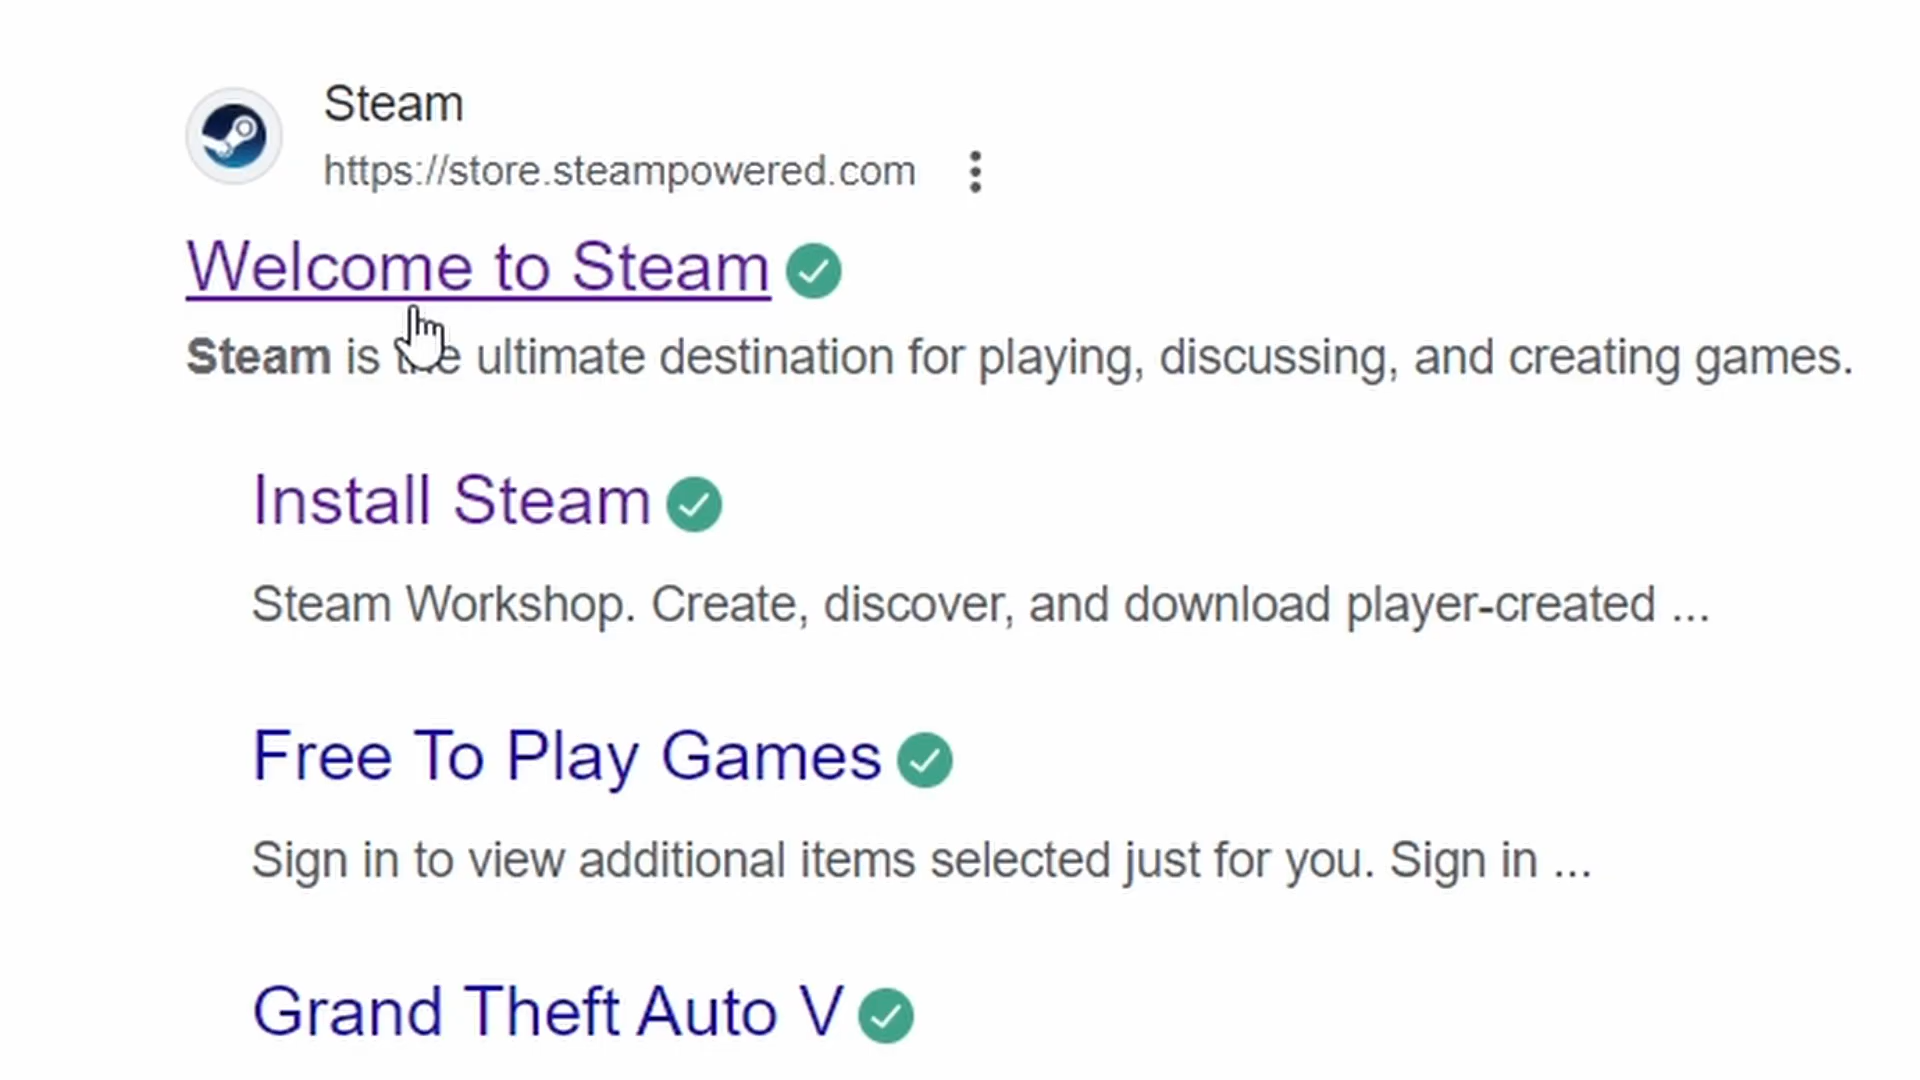 Steam
https://store.steampowered.com
Welcome to Steam
Steam is the ultimate destination for playing, discussing, and creating games.
Install Steam
Steam Workshop. Create, discover, and download player-created ...
Free To Play Games
Sign in to view additional items selected just for you. Sign in ...
Grand Theft Auto V